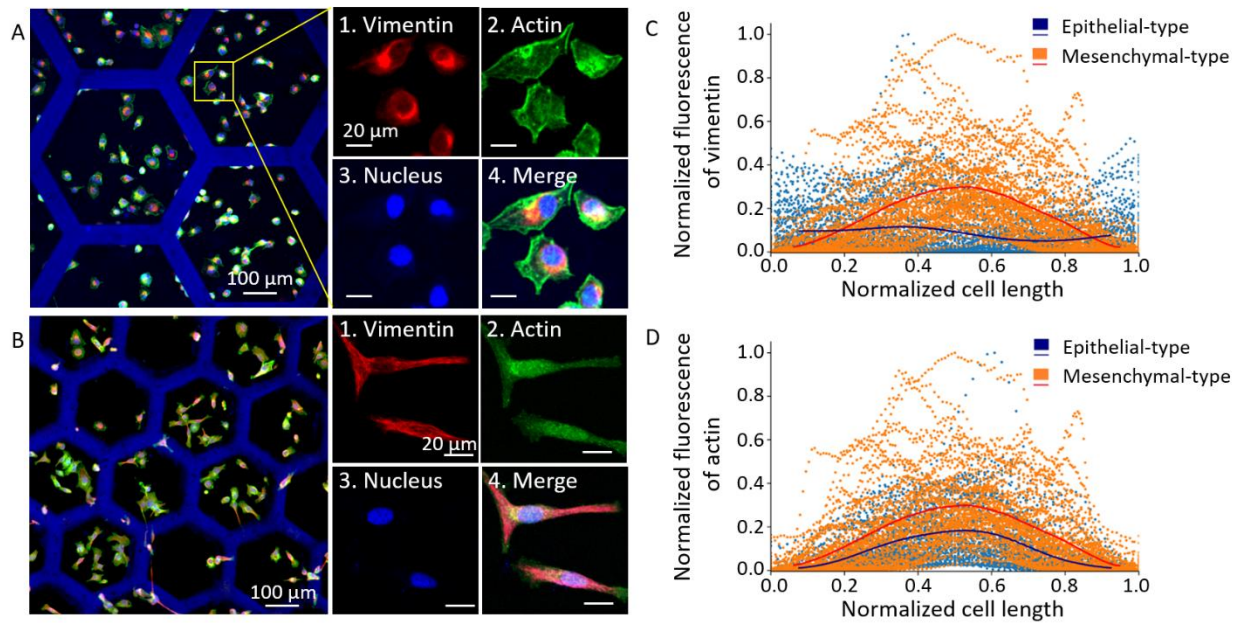 A
1. Vimentin
2. Actin
20 µm
3. Nucleus
4. Merge
100 µm
B
1. Vimentin
2. Actin
20 µm
3. Nucleus
4. Merge
100 µm
C
Epithelial-type
Mesenchymal-type
Normalized fluorescence
of vimentin
1.0
0.8
0.6
0.4
0.2
0.0
0.0 0.2 0.4 0.6 0.8 1.0
Normalized cell length
D
Epithelial-type
Mesenchymal-type
Normalized fluorescence
of actin
1.0
0.8
0.6
0.4
0.2
0.0
0.0 0.2 0.4 0.6 0.8 1.0
Normalized cell length